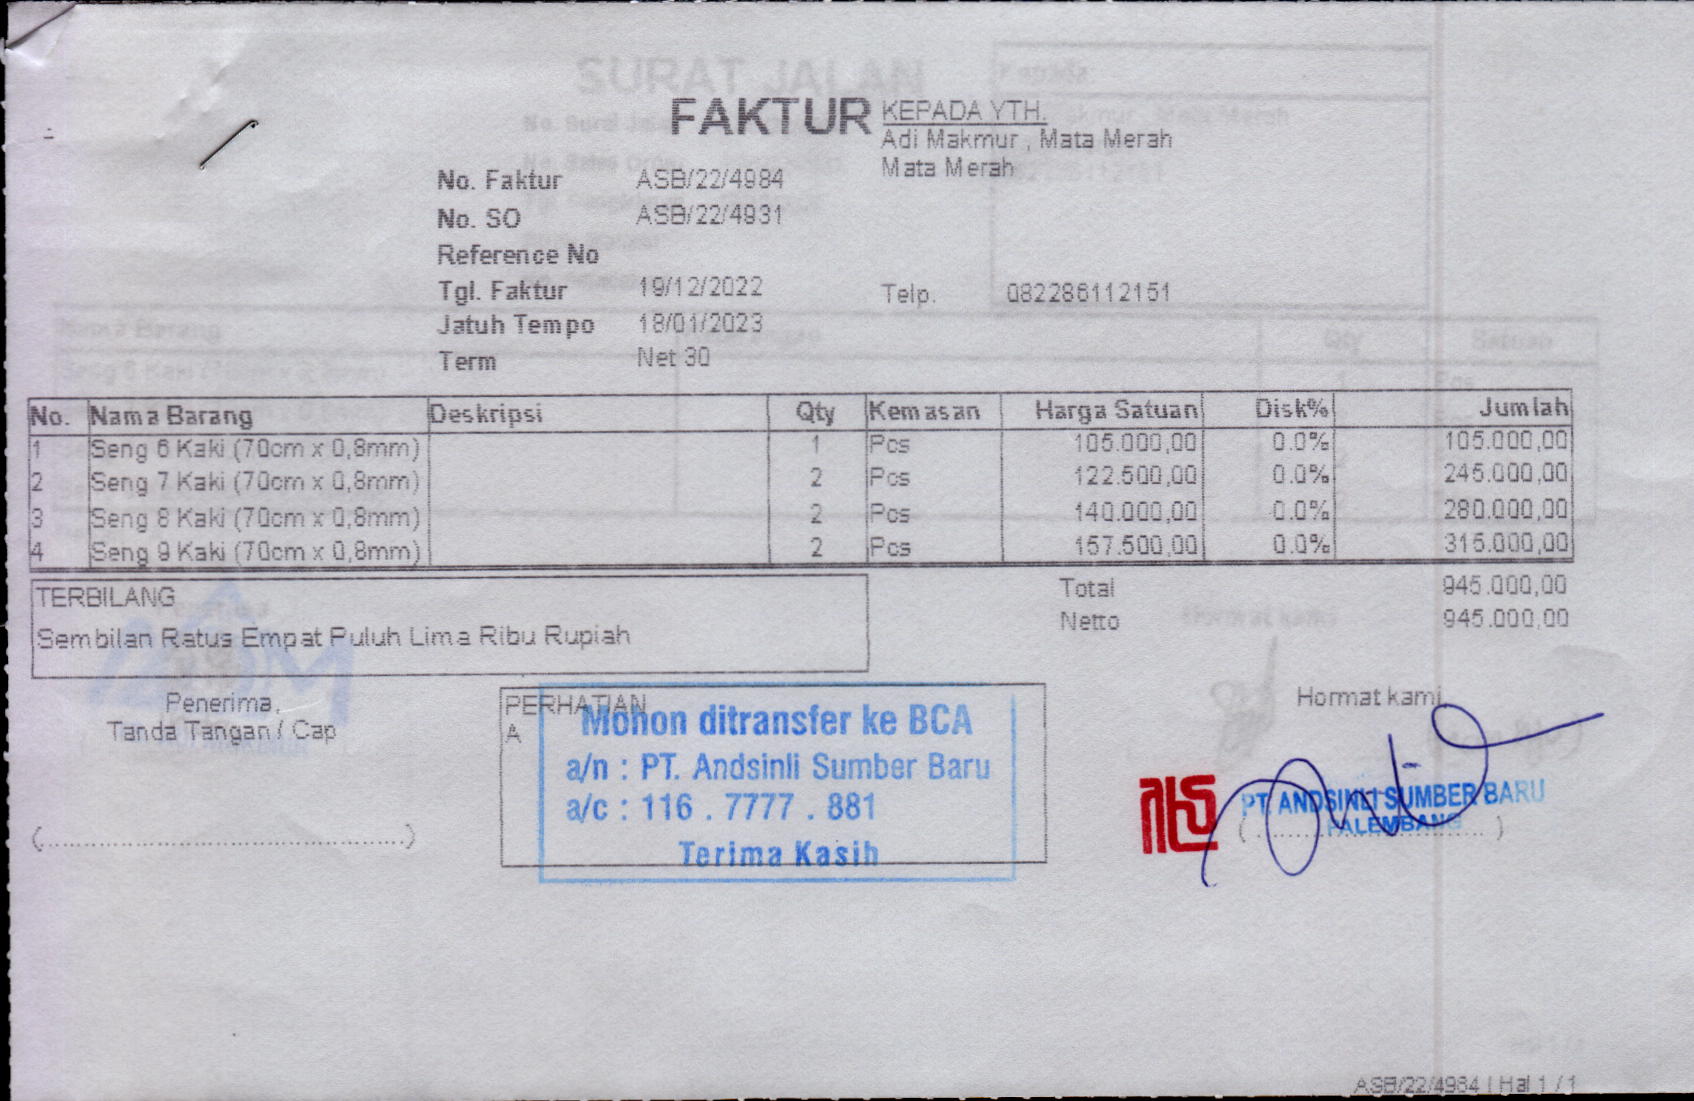 FAKTUR
KEPADA YTH.
Adi Makmur , Mata Merah
Mata Merah
No. Faktur ASB/22/4984
No. SO ASB/22/4931
Reference No
Tgl. Faktur 19/12/2022
Telp. 082286112151
Jatuh Tempo 18/01/2023
Term Net 30
No. Nama Barang Deskripsi Qty Kemasan Harga Satuan Disk% Jumlah
1 Seng 6 Kaki (70cm x 0,8mm) 1 Pcs 105.000,00 0.0% 105.000,00
2 Seng 7 Kaki (70cm x 0,8mm) 2 Pcs 122.500,00 0.0% 245.000,00
3 Seng 8 Kaki (70cm x 0,8mm) 2 Pcs 140.000,00 0.0% 280.000,00
4 Seng 9 Kaki (70cm x 0,8mm) 2 Pcs 157.500,00 0.0% 315.000,00
Total 945.000,00
Netto 945.000,00
TERBILANG
Sembilan Ratus Empat Puluh Lima Ribu Rupiah
Penerima,
Tanda Tangan / Cap
(............................................)
PERHATIAN
A
Mohon ditransfer ke BCA
a/n : PT. Andsinli Sumber Baru
a/c : 116 . 7777 . 881
Terima Kasih
Hormat kami,
PT. ANDSINLI SUMBER BARU
PALEMBANG
ASB/22/4984 | Hal 1 / 1